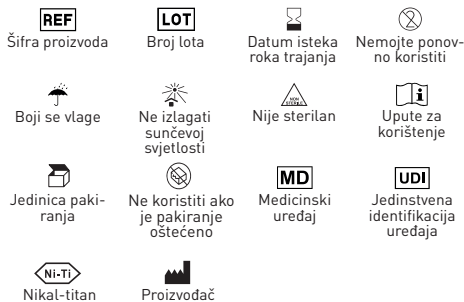 REF
LOT
2
Šifra proizvoda
Broj lota
Datum isteka
roka trajanja
Nemojte ponov-
no koristiti
NON
STERILE
i
Boji se vlage
Ne izlagati
sunčevoj
svjetlosti
Nije sterilan
Upute za
korištenje
MD
UDI
Jedinica paki-
ranja
Ne koristiti ako
je pakiranje
oštećeno
Medicinski
uređaj
Jedinstvena
identifikacija
uređaja
Ni-Ti
Nikal-titan
Proizvođač